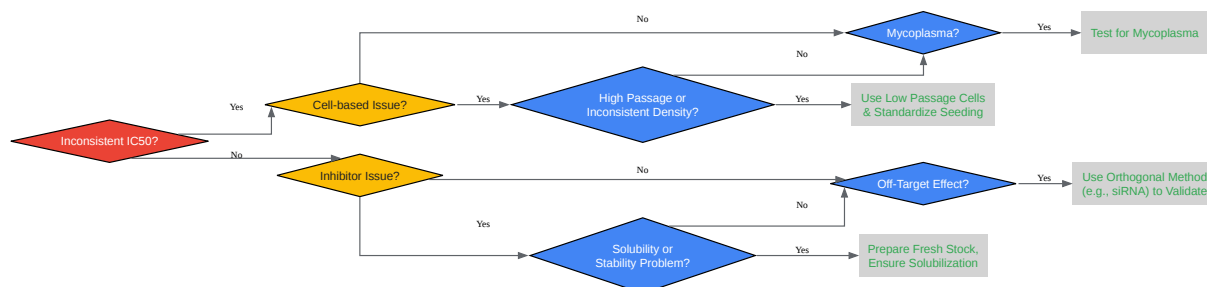 No
Mycoplasma?
Yes
Test for Mycoplasma
No
Yes
Cell-based Issue?
Yes
High Passage or
Inconsistent Density?
Yes
Use Low Passage Cells
& Standardize Seeding
Inconsistent IC50?
No
Inhibitor Issue?
No
Off-Target Effect?
Yes
Use Orthogonal Method
(e.g., siRNA) to Validate
No
Yes
Solubility or
Stability Problem?
Yes
Prepare Fresh Stock,
Ensure Solubilization